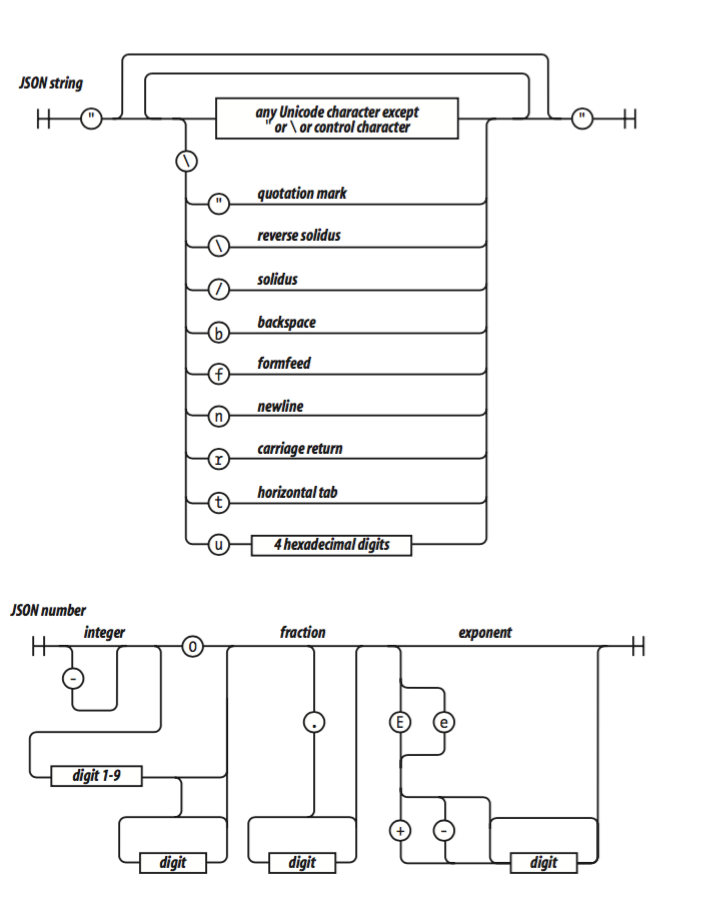 JSON string
"
any Unicode character except
" or \ or control character
"
\
" quotation mark
\ reverse solidus
/ solidus
b backspace
f formfeed
n newline
r carriage return
t horizontal tab
u 4 hexadecimal digits
JSON number
integer fraction exponent
0
-
. E e
digit 1-9
+ -
digit digit digit